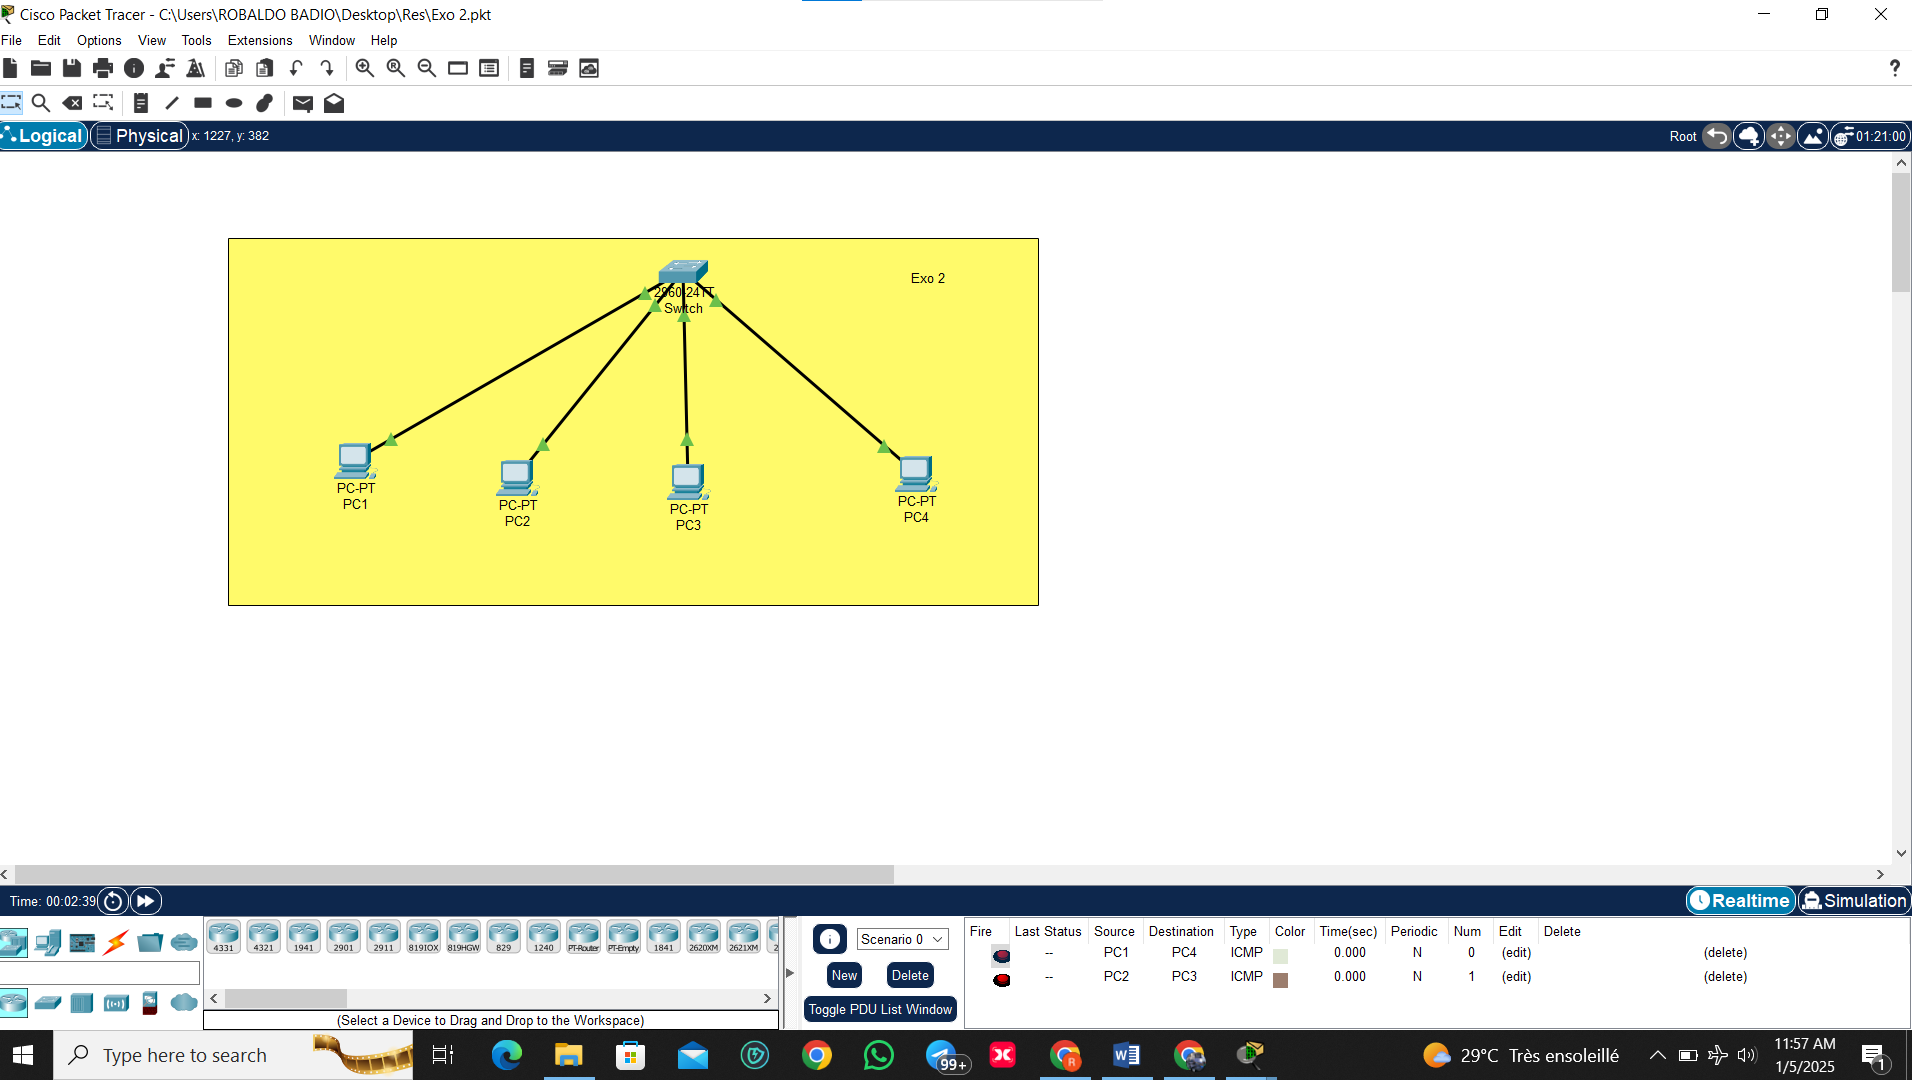 Cisco Packet Tracer - C:\Users\ROBALDO BADIO\Desktop\Res\Exo 2.pkt
File Edit Options View Tools Extensions Window Help
Logical Physical x: 1227, y: 382 Root 01:21:00
Exo 2
2960-24TT
Switch
PC-PT
PC1
PC-PT
PC2
PC-PT
PC3
PC-PT
PC4
Time: 00:02:39 Realtime Simulation
4331 4321 1941 2901 2911 819IOX 819HGW 829 1240 PT-Router PT-Empty 1841 2620XM 2621XM 2
(Select a Device to Drag and Drop to the Workspace)
Scenario 0
New Delete
Toggle PDU List Window
Fire Last Status Source Destination Type Color Time(sec) Periodic Num Edit Delete
-- PC1 PC4 ICMP 0.000 N 0 (edit) (delete)
-- PC2 PC3 ICMP 0.000 N 1 (edit) (delete)
Type here to search
99+
R
29°C Très ensoleillé
11:57 AM
1/5/2025
1